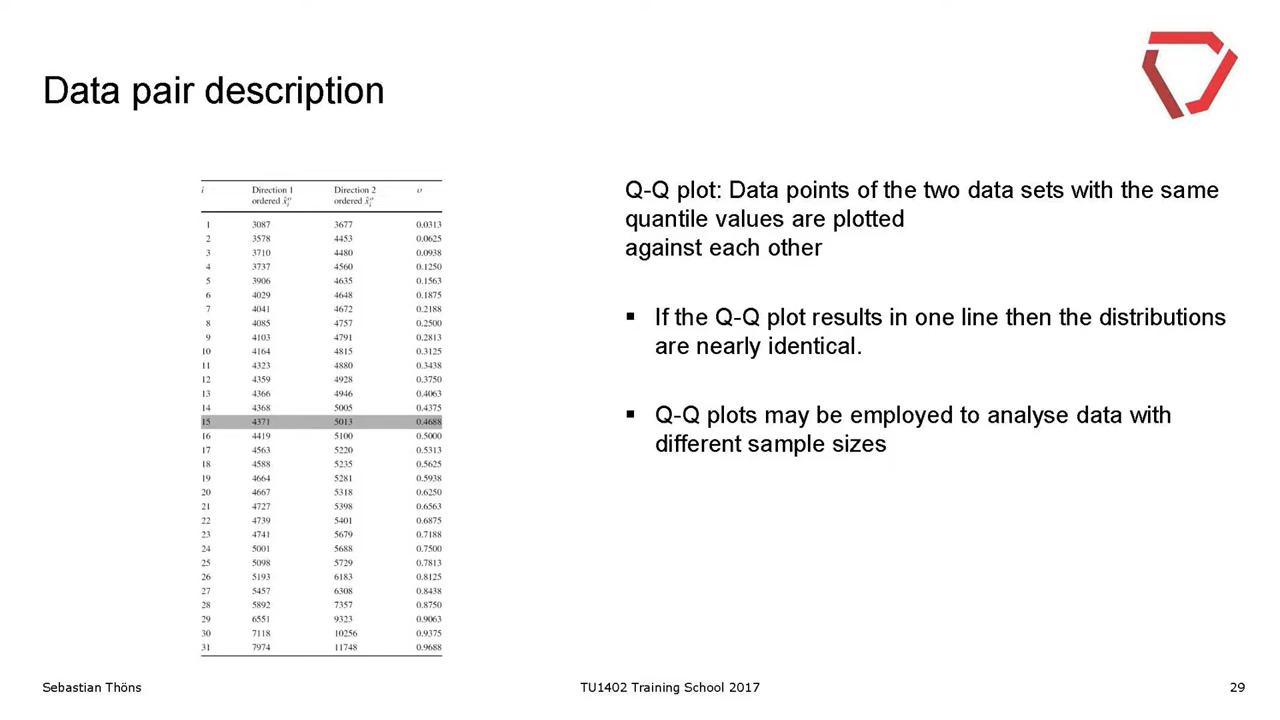 Data pair description
i Direction 1 Direction 2 υ
ordered x̂ᵢᵒ ordered x̂ᵢᵒ
1 3087 3677 0.0313
2 3578 4453 0.0625
3 3710 4480 0.0938
4 3737 4560 0.1250
5 3906 4635 0.1563
6 4029 4648 0.1875
7 4041 4672 0.2188
8 4085 4757 0.2500
9 4103 4791 0.2813
10 4164 4815 0.3125
11 4323 4880 0.3438
12 4359 4928 0.3750
13 4366 4946 0.4063
14 4368 5005 0.4375
15 4371 5013 0.4688
16 4419 5100 0.5000
17 4563 5220 0.5313
18 4588 5235 0.5625
19 4664 5281 0.5938
20 4667 5318 0.6250
21 4727 5398 0.6563
22 4739 5401 0.6875
23 4741 5679 0.7188
24 5001 5688 0.7500
25 5098 5729 0.7813
26 5193 6183 0.8125
27 5457 6308 0.8438
28 5892 7357 0.8750
29 6551 9323 0.9063
30 7118 10256 0.9375
31 7974 11748 0.9688
Q-Q plot: Data points of the two data sets with the same
quantile values are plotted
against each other
▪ If the Q-Q plot results in one line then the distributions
are nearly identical.
▪ Q-Q plots may be employed to analyse data with
different sample sizes
Sebastian Thöns TU1402 Training School 2017 29